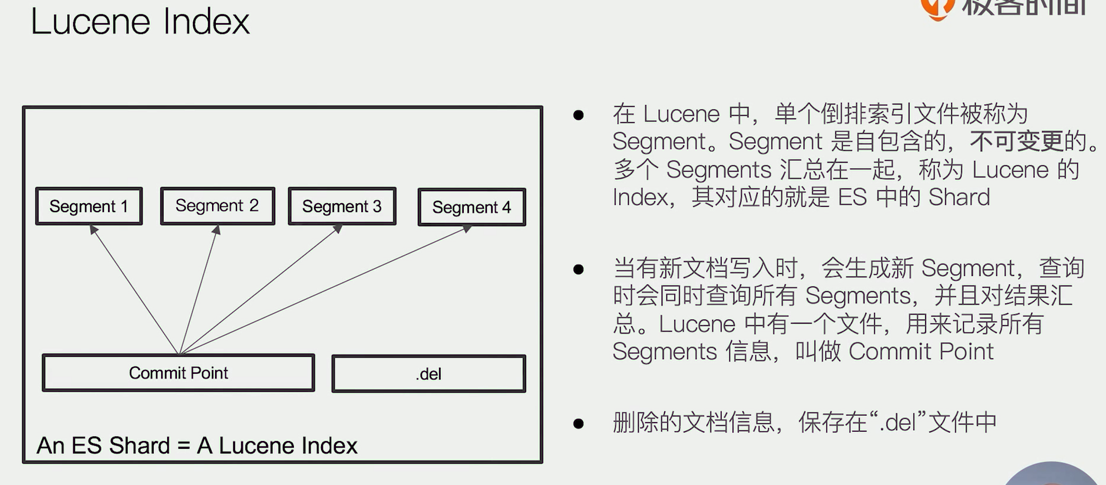 Lucene Index
极客时间
Segment 1
Segment 2
Segment 3
Segment 4
Commit Point
.del
An ES Shard = A Lucene Index
在 Lucene 中，单个倒排索引文件被称为
Segment。Segment 是自包含的，不可变更的。
多个 Segments 汇总在一起，称为 Lucene 的
Index，其对应的就是 ES 中的 Shard
当有新文档写入时，会生成新 Segment，查询
时会同时查询所有 Segments，并且对结果汇
总。Lucene 中有一个文件，用来记录所有
Segments 信息，叫做 Commit Point
删除的文档信息，保存在“.del”文件中